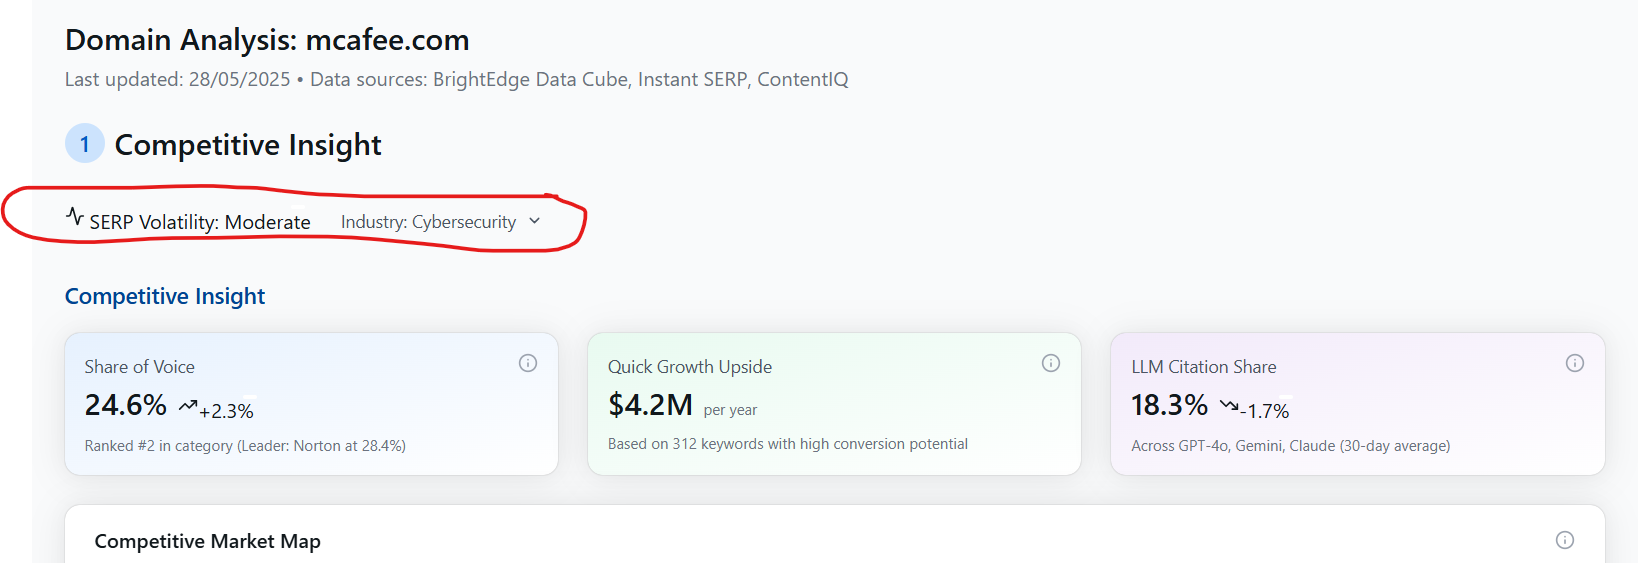 Domain Analysis: mcafee.com
Last updated: 28/05/2025 • Data sources: BrightEdge Data Cube, Instant SERP, ContentIQ
1 Competitive Insight
SERP Volatility: Moderate Industry: Cybersecurity
Competitive Insight
Share of Voice
24.6% +2.3%
Ranked #2 in category (Leader: Norton at 28.4%)
Quick Growth Upside
$4.2M per year
Based on 312 keywords with high conversion potential
LLM Citation Share
18.3% -1.7%
Across GPT-4o, Gemini, Claude (30-day average)
Competitive Market Map